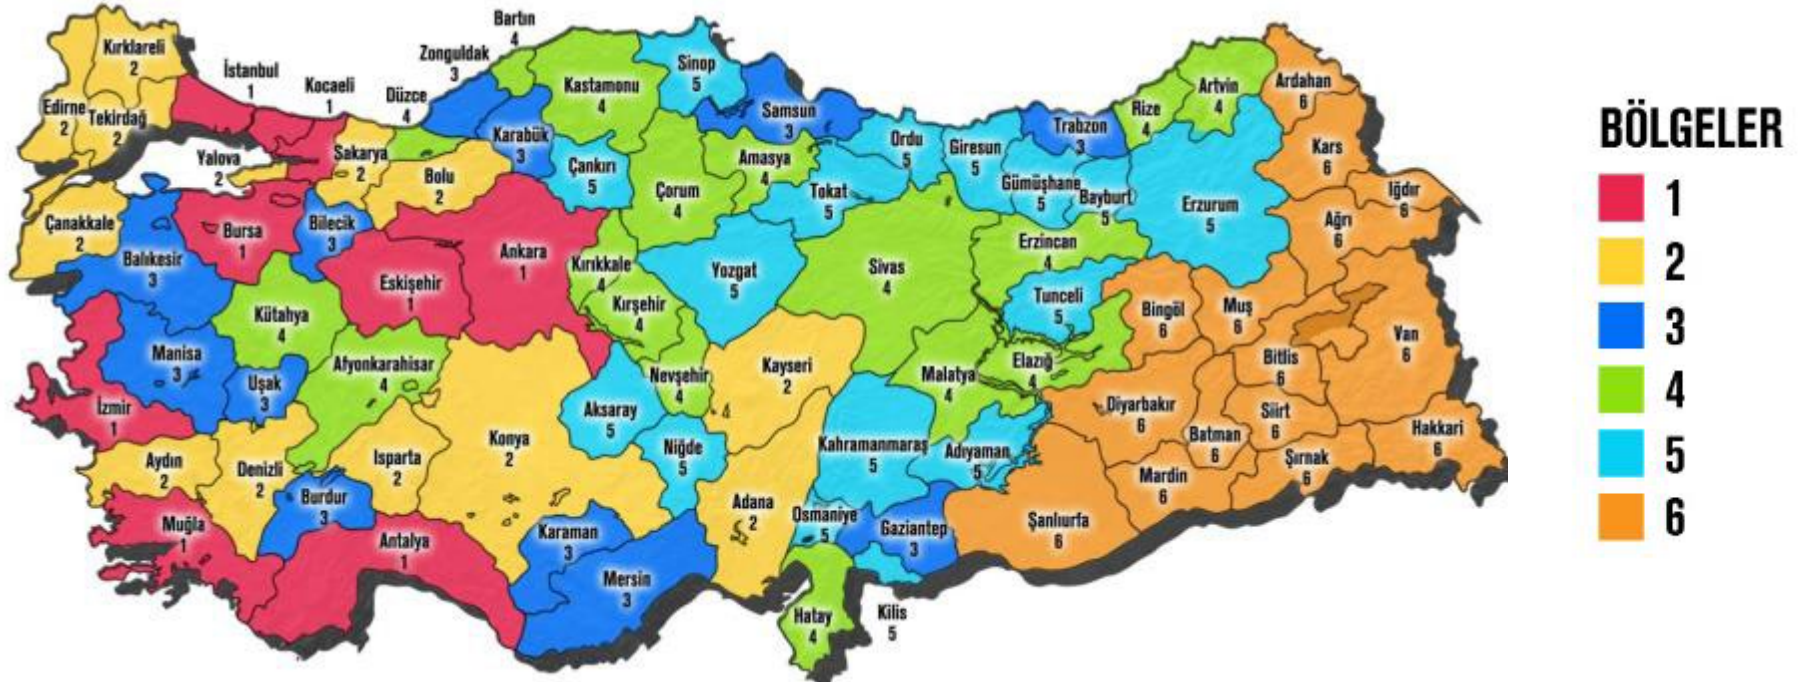 Bartın
4
Kırklareli
2
Zonguldak
3
Sinop
5
İstanbul
1
Kocaeli
1
Düzce
4
Kastamonu
4
Artvin
4
Ardahan
6
Edirne
2
Tekirdağ
2
Karabük
3
Samsun
3
Trabzon
3
Rize
4
Kars
6
Yalova
2
Sakarya
2
Bolu
2
Çankırı
5
Çorum
4
Amasya
4
Tokat
5
Ordu
5
Giresun
5
Gümüşhane
5
Bayburt
5
Erzurum
5
Iğdır
6
Ağrı
6
Çanakkale
2
Balıkesir
3
Bursa
1
Bilecik
3
Eskişehir
1
Ankara
1
Kırıkkale
4
Yozgat
5
Sivas
4
Erzincan
4
Tunceli
5
Bingöl
6
Muş
6
Van
6
Kütahya
4
Kırşehir
4
Manisa
3
Uşak
3
Afyonkarahisar
4
Nevşehir
4
4
Kayseri
2
Malatya
4
Elazığ
4
Bitlis
6
İzmir
1
Aksaray
5
Diyarbakır
6
Siirt
6
Batman
6
Hakkari
6
Aydın
2
Denizli
2
Isparta
2
Konya
2
Niğde
5
Kahramanmaraş
5
Adıyaman
5
Mardin
6
Şırnak
6
Muğla
1
Burdur
3
Antalya
1
Karaman
3
Mersin
3
Adana
2
Osmaniye
5
Gaziantep
3
Şanlıurfa
6
Hatay
4
Kilis
5
BÖLGELER
1
2
3
4
5
6